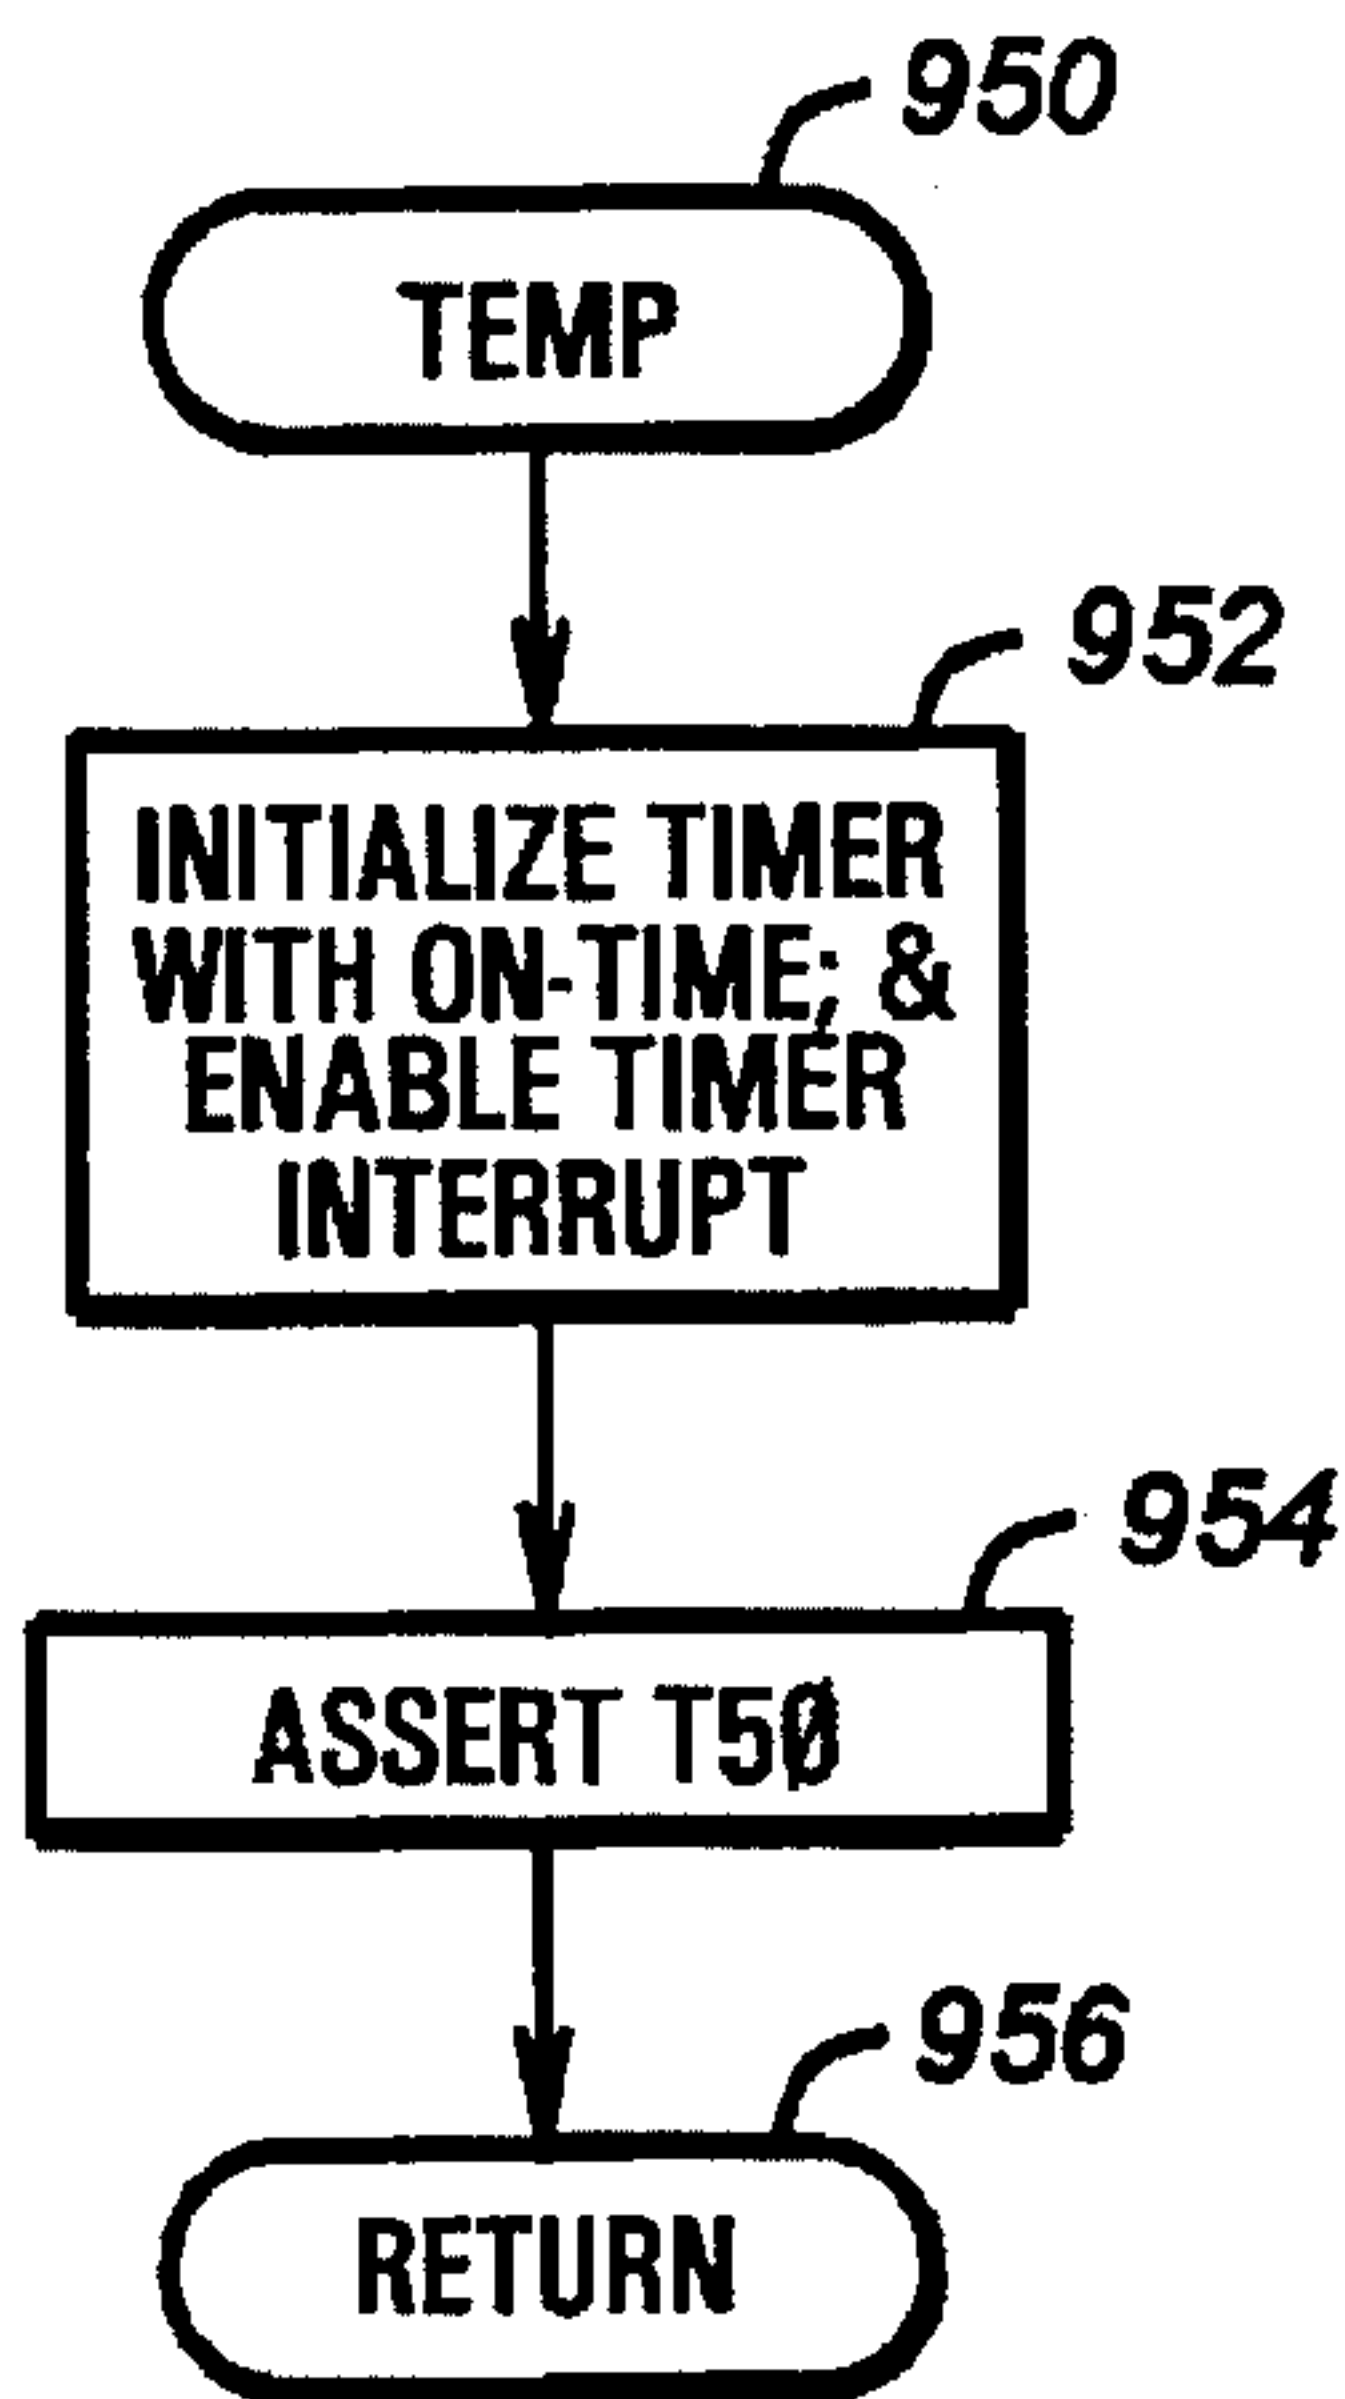 950
TEMP
952
INITIALIZE TIMER
WITH ON-TIME; &
ENABLE TIMER
INTERRUPT
954
ASSERT T5Ø
956
RETURN